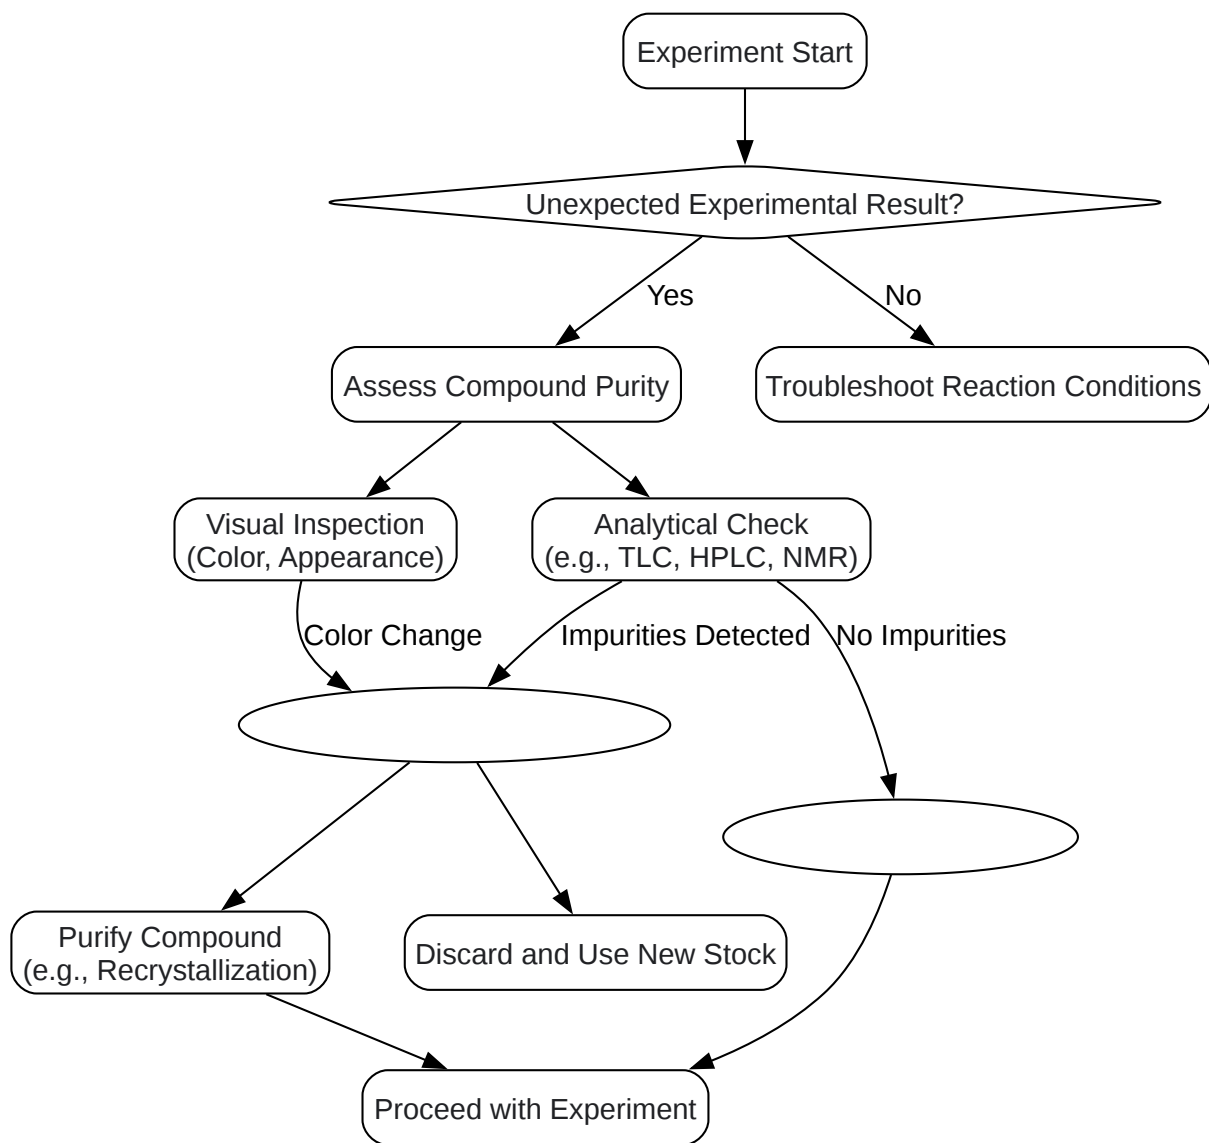 Experiment Start
Unexpected Experimental Result?
Yes
No
Assess Compound Purity
Troubleshoot Reaction Conditions
Visual Inspection
(Color, Appearance)
Analytical Check
(e.g., TLC, HPLC, NMR)
Color Change
Impurities Detected
No Impurities
Purify Compound
(e.g., Recrystallization)
Discard and Use New Stock
Proceed with Experiment